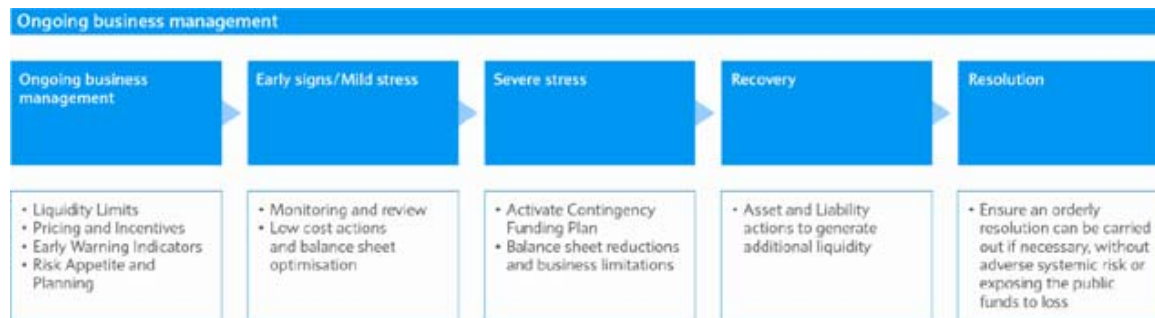 Ongoing business management
Ongoing business
management
Early signs/Mild stress
Severe stress
Recovery
Resolution
• Liquidity Limits
• Pricing and Incentives
• Early Warning Indicators
• Risk Appetite and
Planning
• Monitoring and review
• Low cost actions
and balance sheet
optimisation
• Activate Contingency
Funding Plan
• Balance sheet reductions
and business limitations
• Asset and Liability
actions to generate
additional liquidity
• Ensure an orderly
resolution can be carried
out if necessary, without
adverse systemic risk or
exposing the public
funds to loss